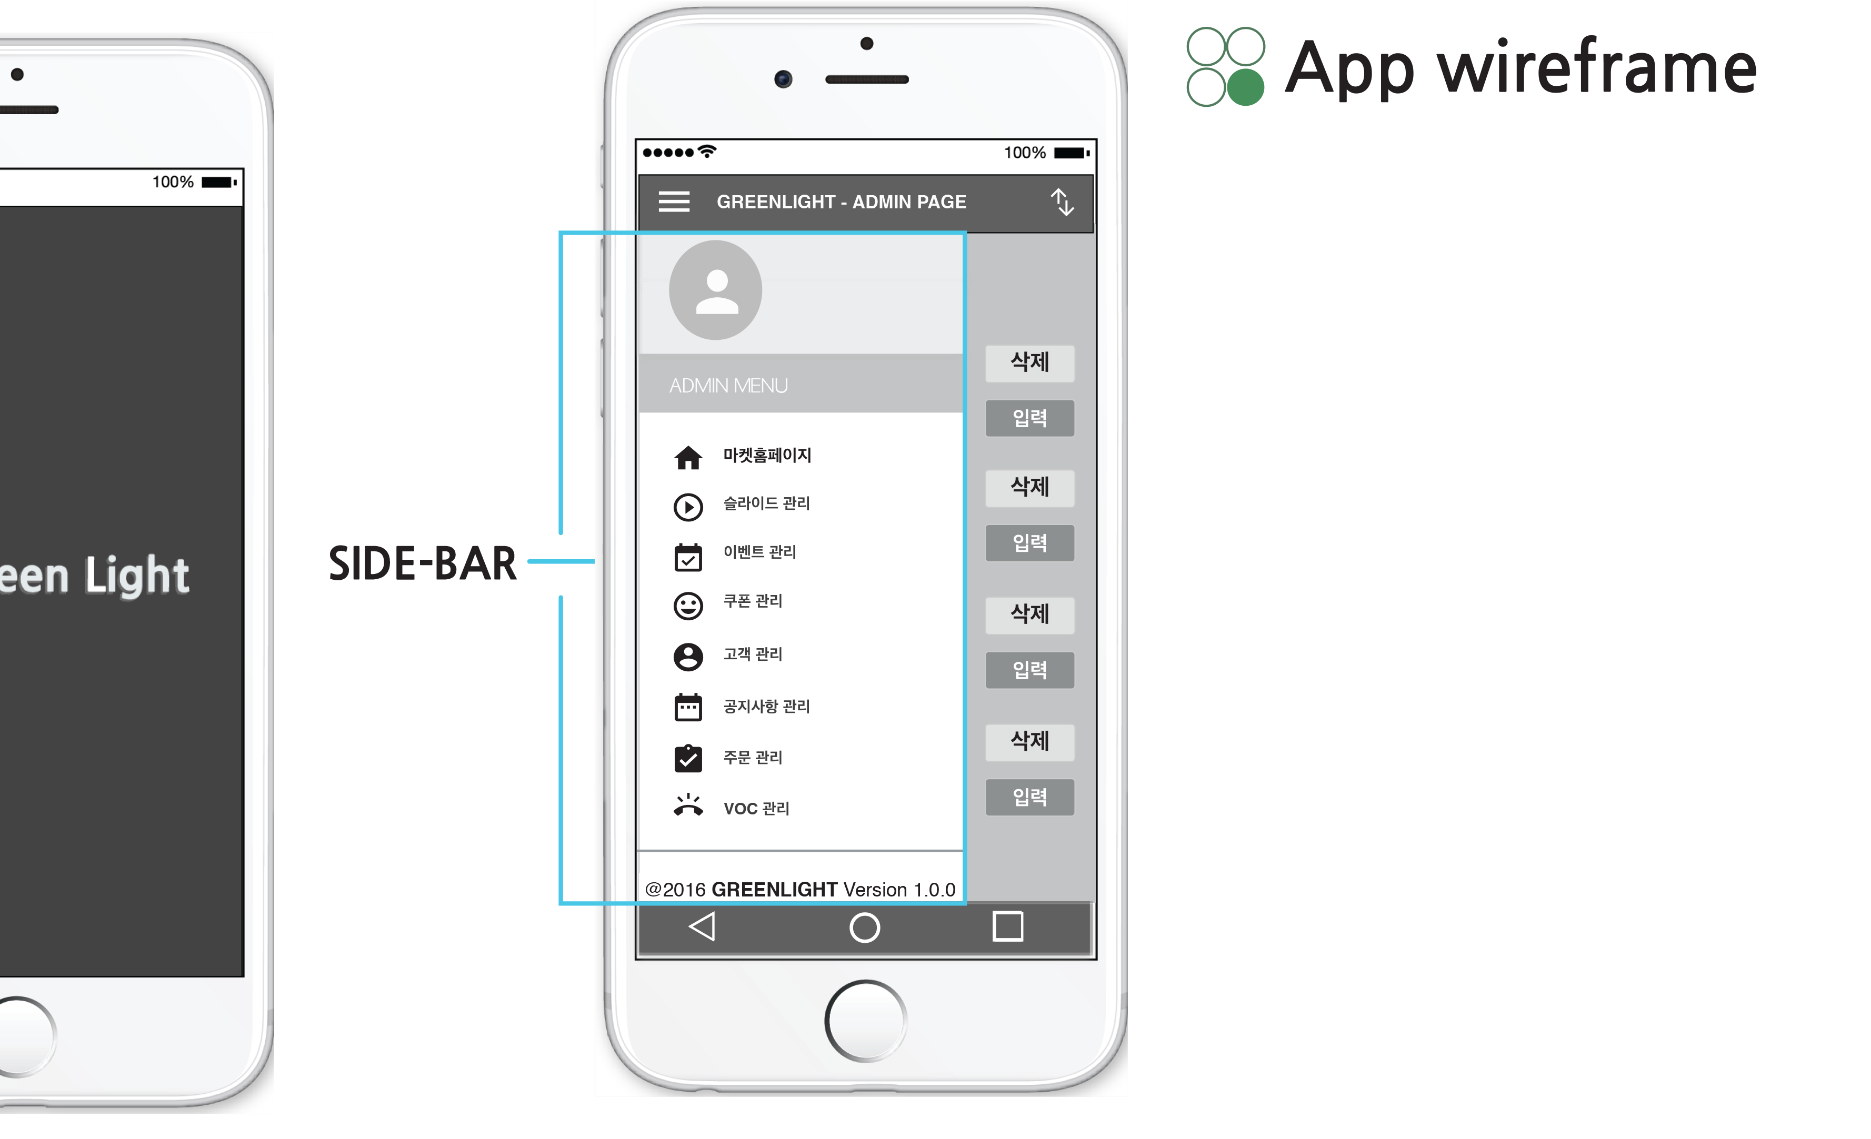 App wireframe
100%
een Light
SIDE-BAR
100%
GREENLIGHT - ADMIN PAGE
ADMIN MENU
마켓홈페이지
슬라이드 관리
이벤트 관리
쿠폰 관리
고객 관리
공지사항 관리
주문 관리
VOC 관리
@2016 GREENLIGHT Version 1.0.0
삭제
입력
삭제
입력
삭제
입력
삭제
입력